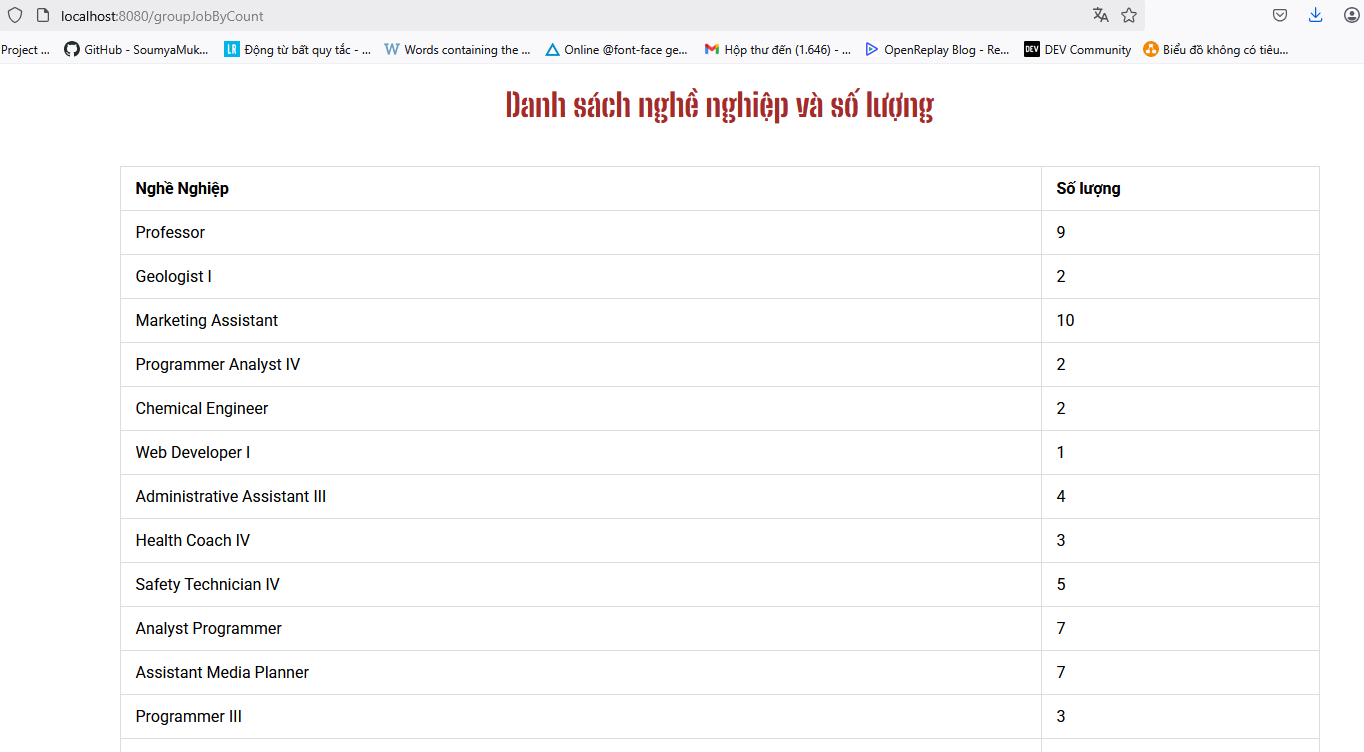 localhost:8080/groupJobByCount
Project ... GitHub - SoumyaMuk... LR Động từ bất quy tắc - ... W Words containing the ... Online @font-face ge... Hộp thư đến (1.646) - ... OpenReplay Blog - Re... DEV DEV Community Biểu đồ không có tiêu...
Danh sách nghề nghiệp và số lượng
Nghề Nghiệp Số lượng
Professor 9
Geologist I 2
Marketing Assistant 10
Programmer Analyst IV 2
Chemical Engineer 2
Web Developer I 1
Administrative Assistant III 4
Health Coach IV 3
Safety Technician IV 5
Analyst Programmer 7
Assistant Media Planner 7
Programmer III 3